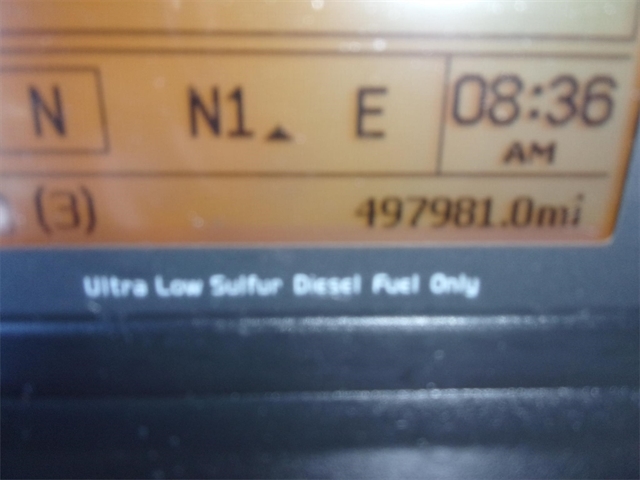 N N1 E 08:36
AM
(3) 497981.0mi
Ultra Low Sulfur Diesel Fuel Only